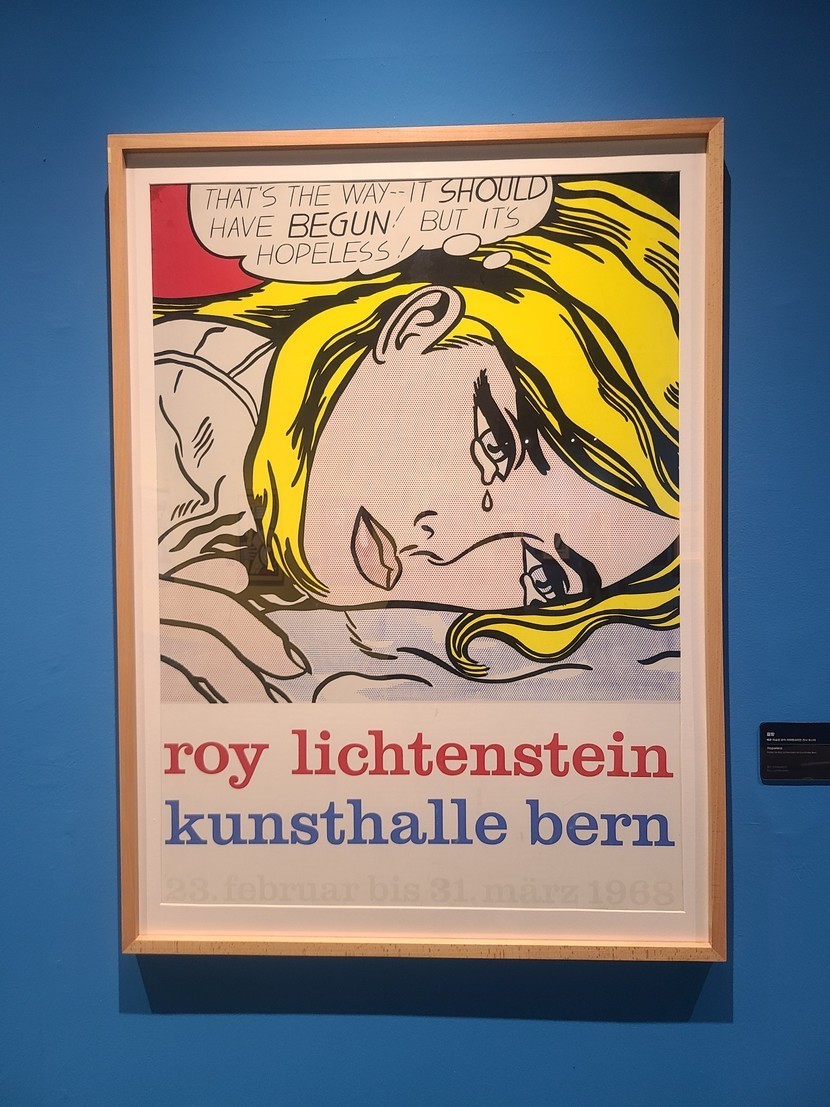 THAT'S THE WAY--IT SHOULD
HAVE BEGUN! BUT IT'S
HOPELESS!
roy lichtenstein
kunsthalle bern
23. februar bis 31. märz 1968